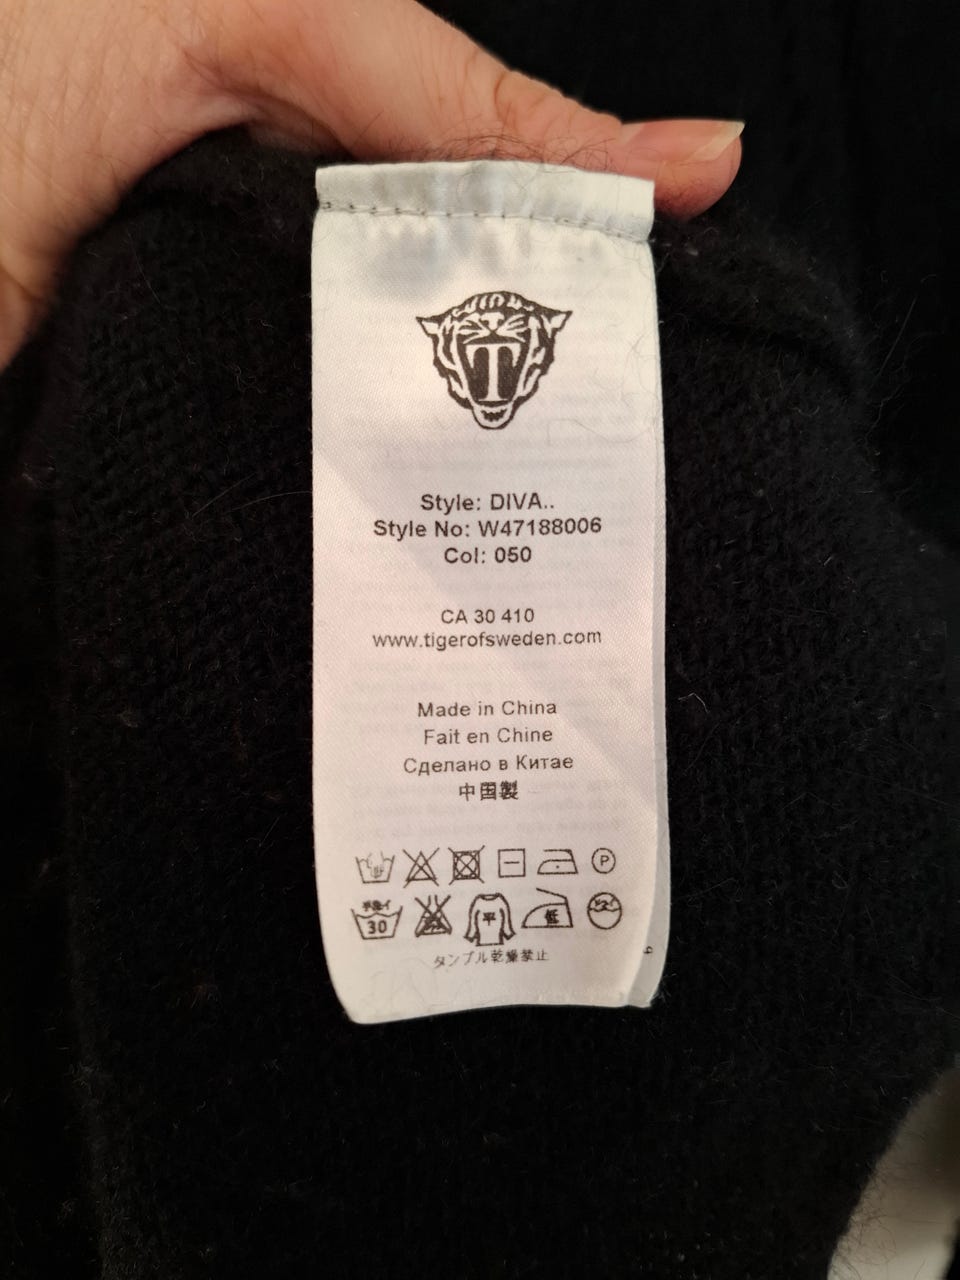 T
Style: DIVA..
Style No: W47188006
Col: 050
CA 30 410
www.tigerofsweden.com
Made in China
Fait en Chine
Сделано в Китае
中国製
P
30 平 低
タンブル乾燥禁止